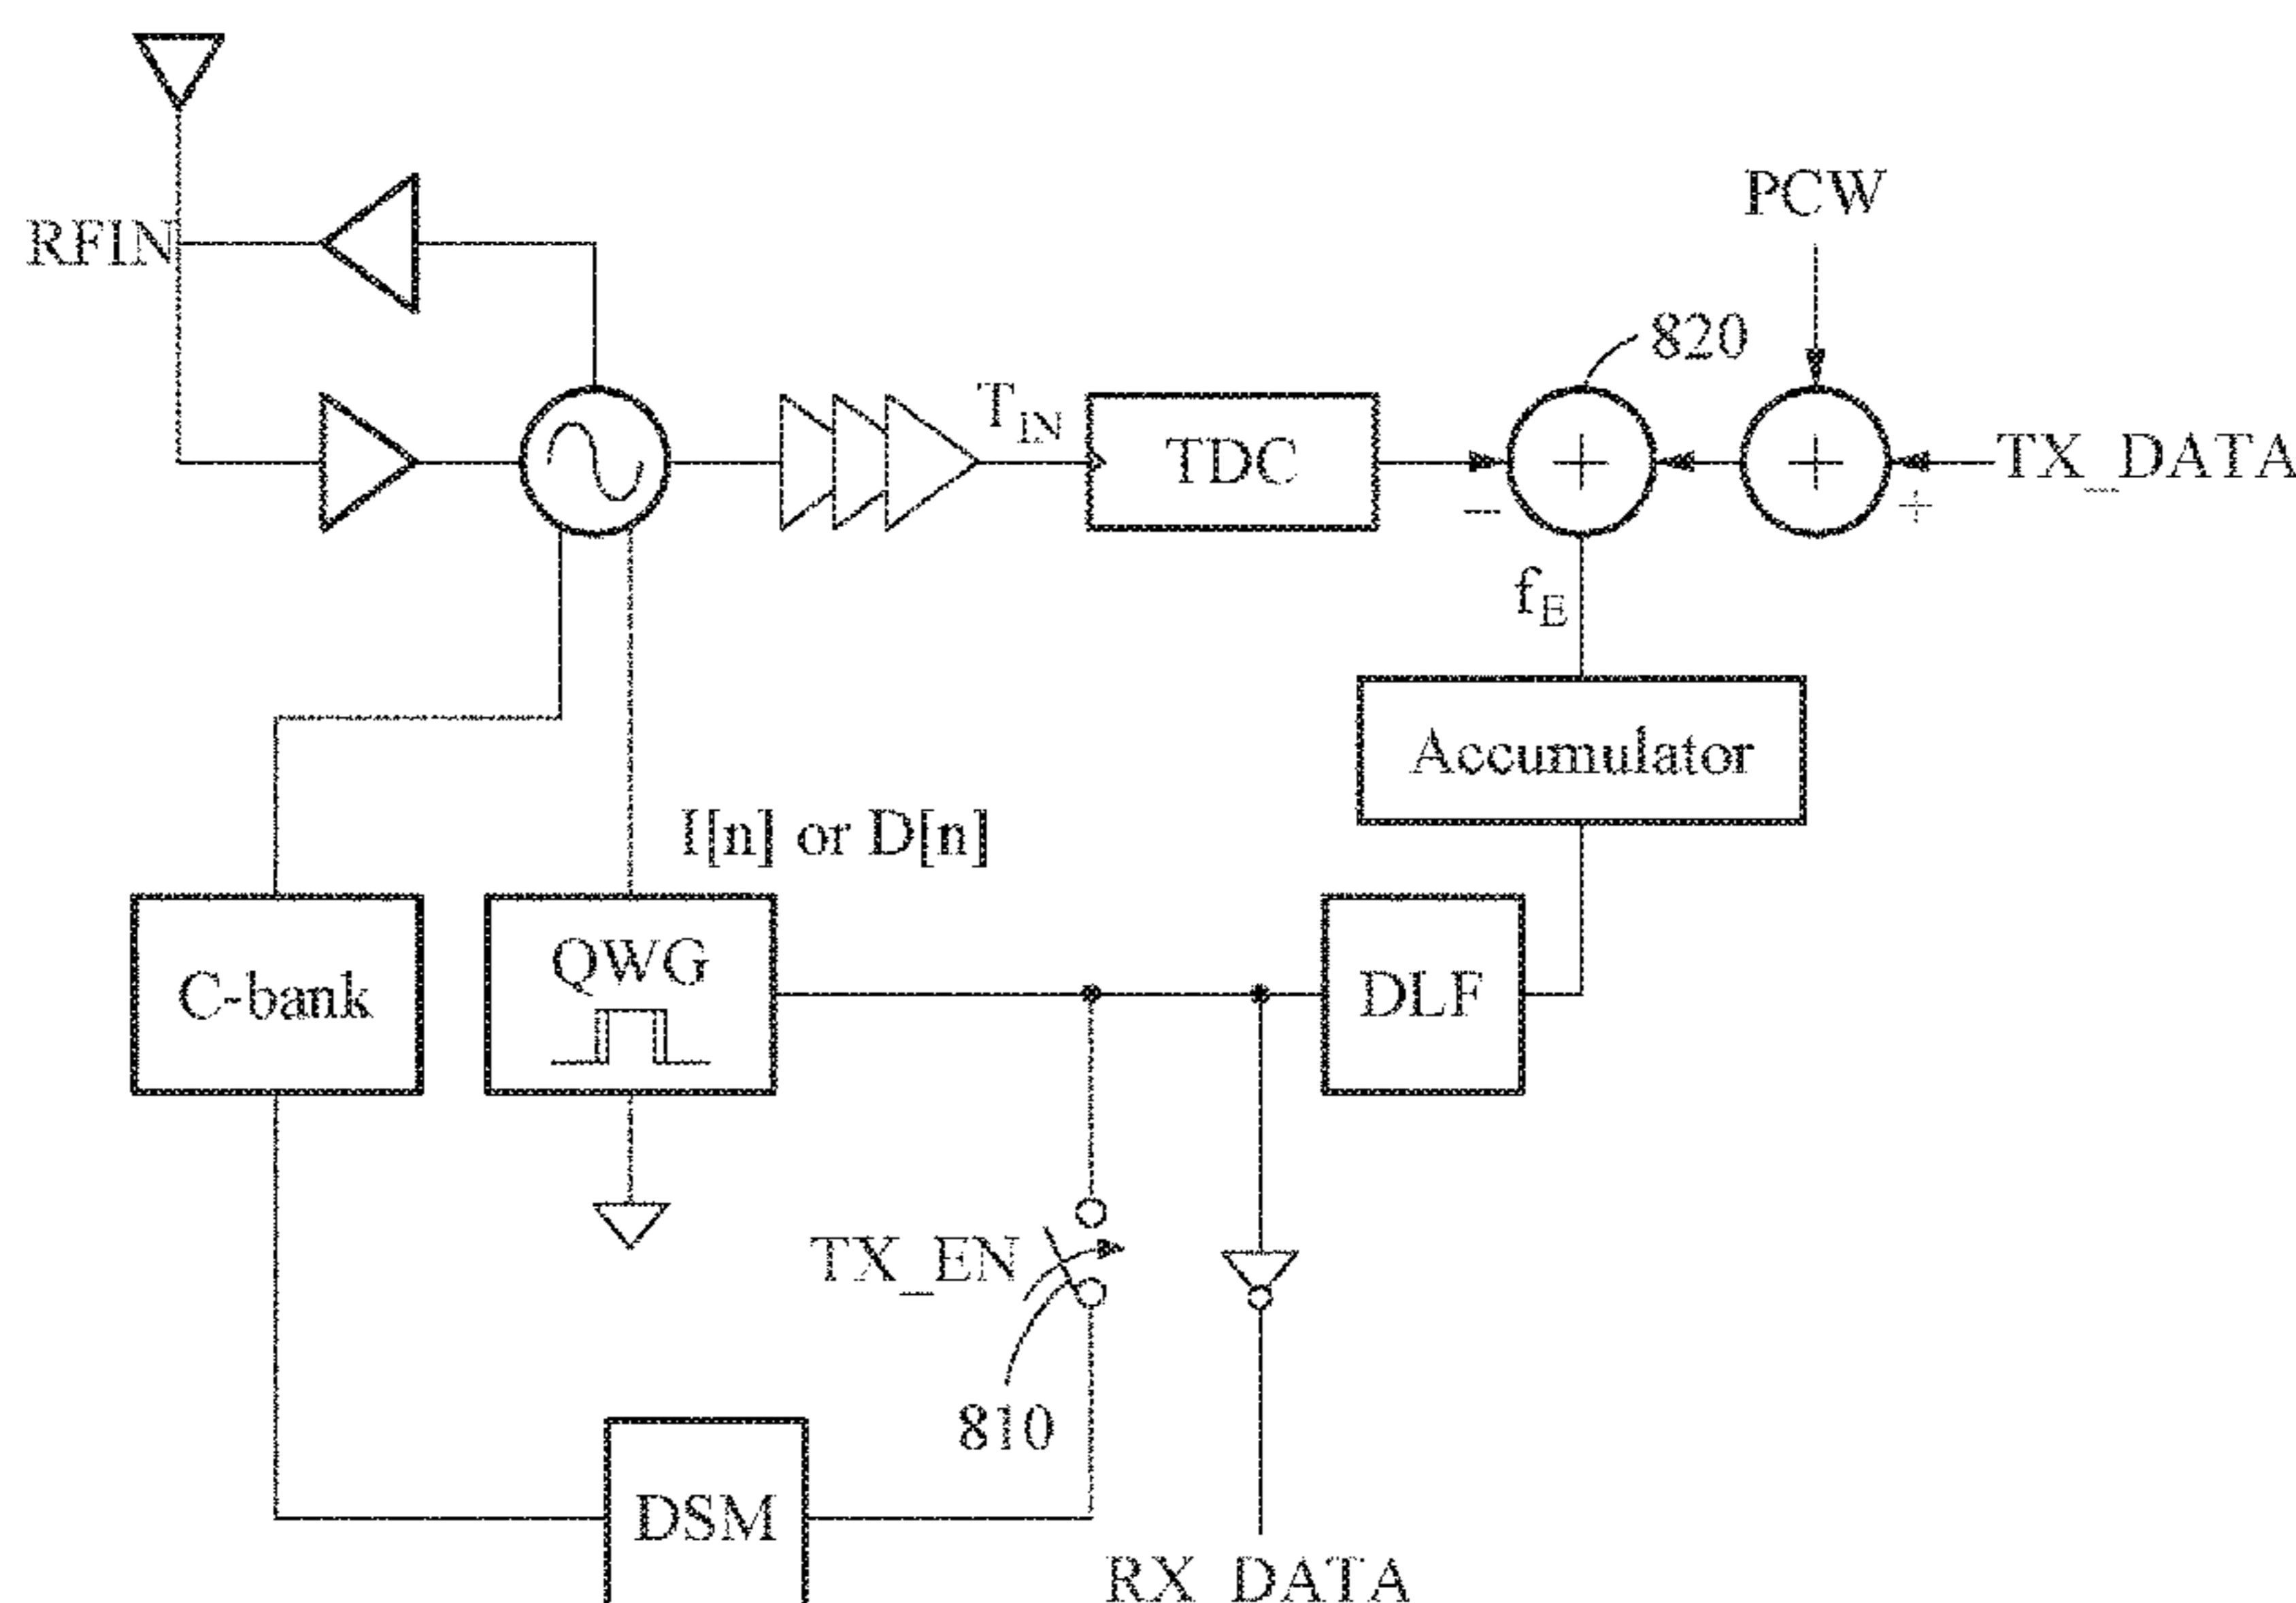 PCW
RFIN
820
T_IN
TDC
TX_DATA
+
+
−
+
f_E
Accumulator
I[n] or D[n]
C-bank
QWG
DLF
TX_EN
810
DSM
RX_DATA